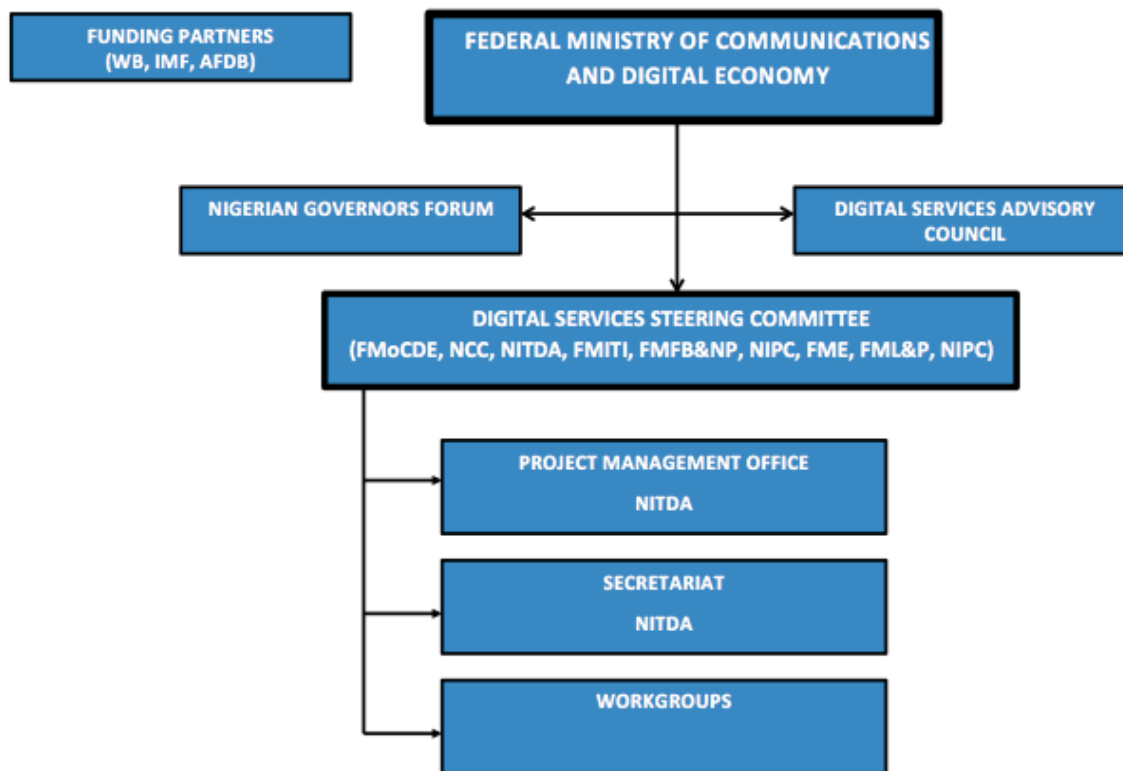 FUNDING PARTNERS
(WB, IMF, AFDB)
FEDERAL MINISTRY OF COMMUNICATIONS
AND DIGITAL ECONOMY
NIGERIAN GOVERNORS FORUM
DIGITAL SERVICES ADVISORY
COUNCIL
DIGITAL SERVICES STEERING COMMITTEE
(FMoCDE, NCC, NITDA, FMITI, FMFB&NP, NIPC, FME, FML&P, NIPC)
PROJECT MANAGEMENT OFFICE
NITDA
SECRETARIAT
NITDA
WORKGROUPS